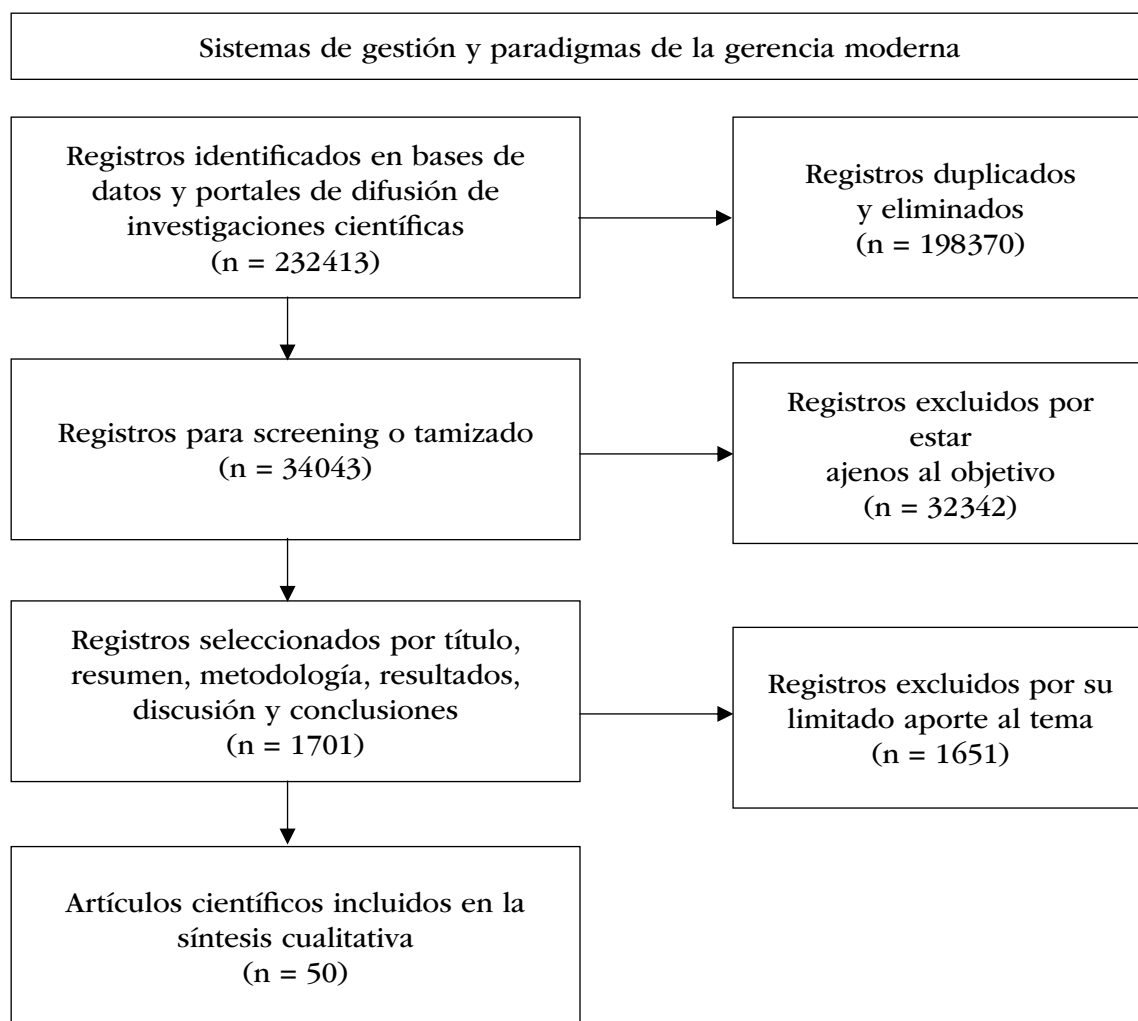 Sistemas de gestión y paradigmas de la gerencia moderna
Registros identificados en bases de
datos y portales de difusión de
investigaciones científicas
(n = 232413)
Registros duplicados
y eliminados
(n = 198370)
Registros para screening o tamizado
(n = 34043)
Registros excluidos por
estar
ajenos al objetivo
(n = 32342)
Registros seleccionados por título,
resumen, metodología, resultados,
discusión y conclusiones
(n = 1701)
Registros excluidos por su
limitado aporte al tema
(n = 1651)
Artículos científicos incluidos en la
síntesis cualitativa
(n = 50)